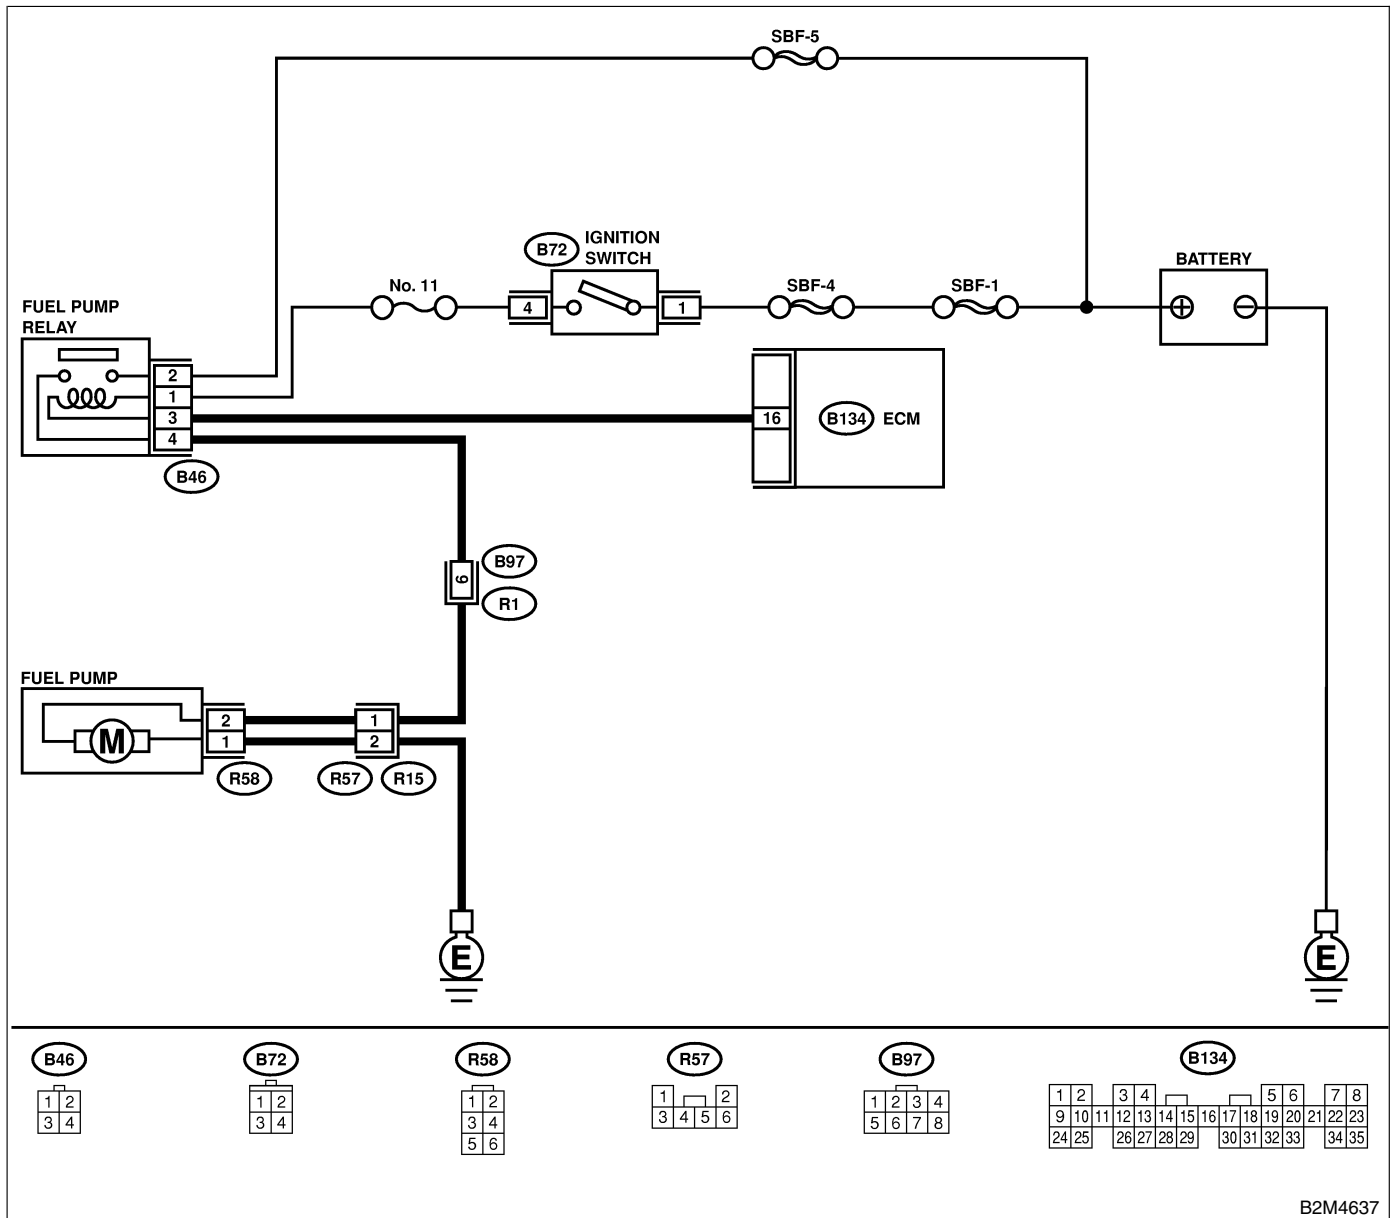 SBF-5
B72
IGNITION
SWITCH
No. 11
4
1
SBF-4
SBF-1
BATTERY
FUEL PUMP
RELAY
2
1
3
4
B46
16
B134
ECM
6
B97
R1
FUEL PUMP
M
2
1
R58
1
2
R57
R15
E
E
B46
1 2
3 4
B72
1 2
3 4
R58
1 2
3 4
5 6
R57
1 2
3 4 5 6
B97
1 2 3 4
5 6 7 8
B134
1 2 3 4 5 6 7 8
9 10 11 12 13 14 15 16 17 18 19 20 21 22 23
24 25 26 27 28 29 30 31 32 33 34 35
B2M4637